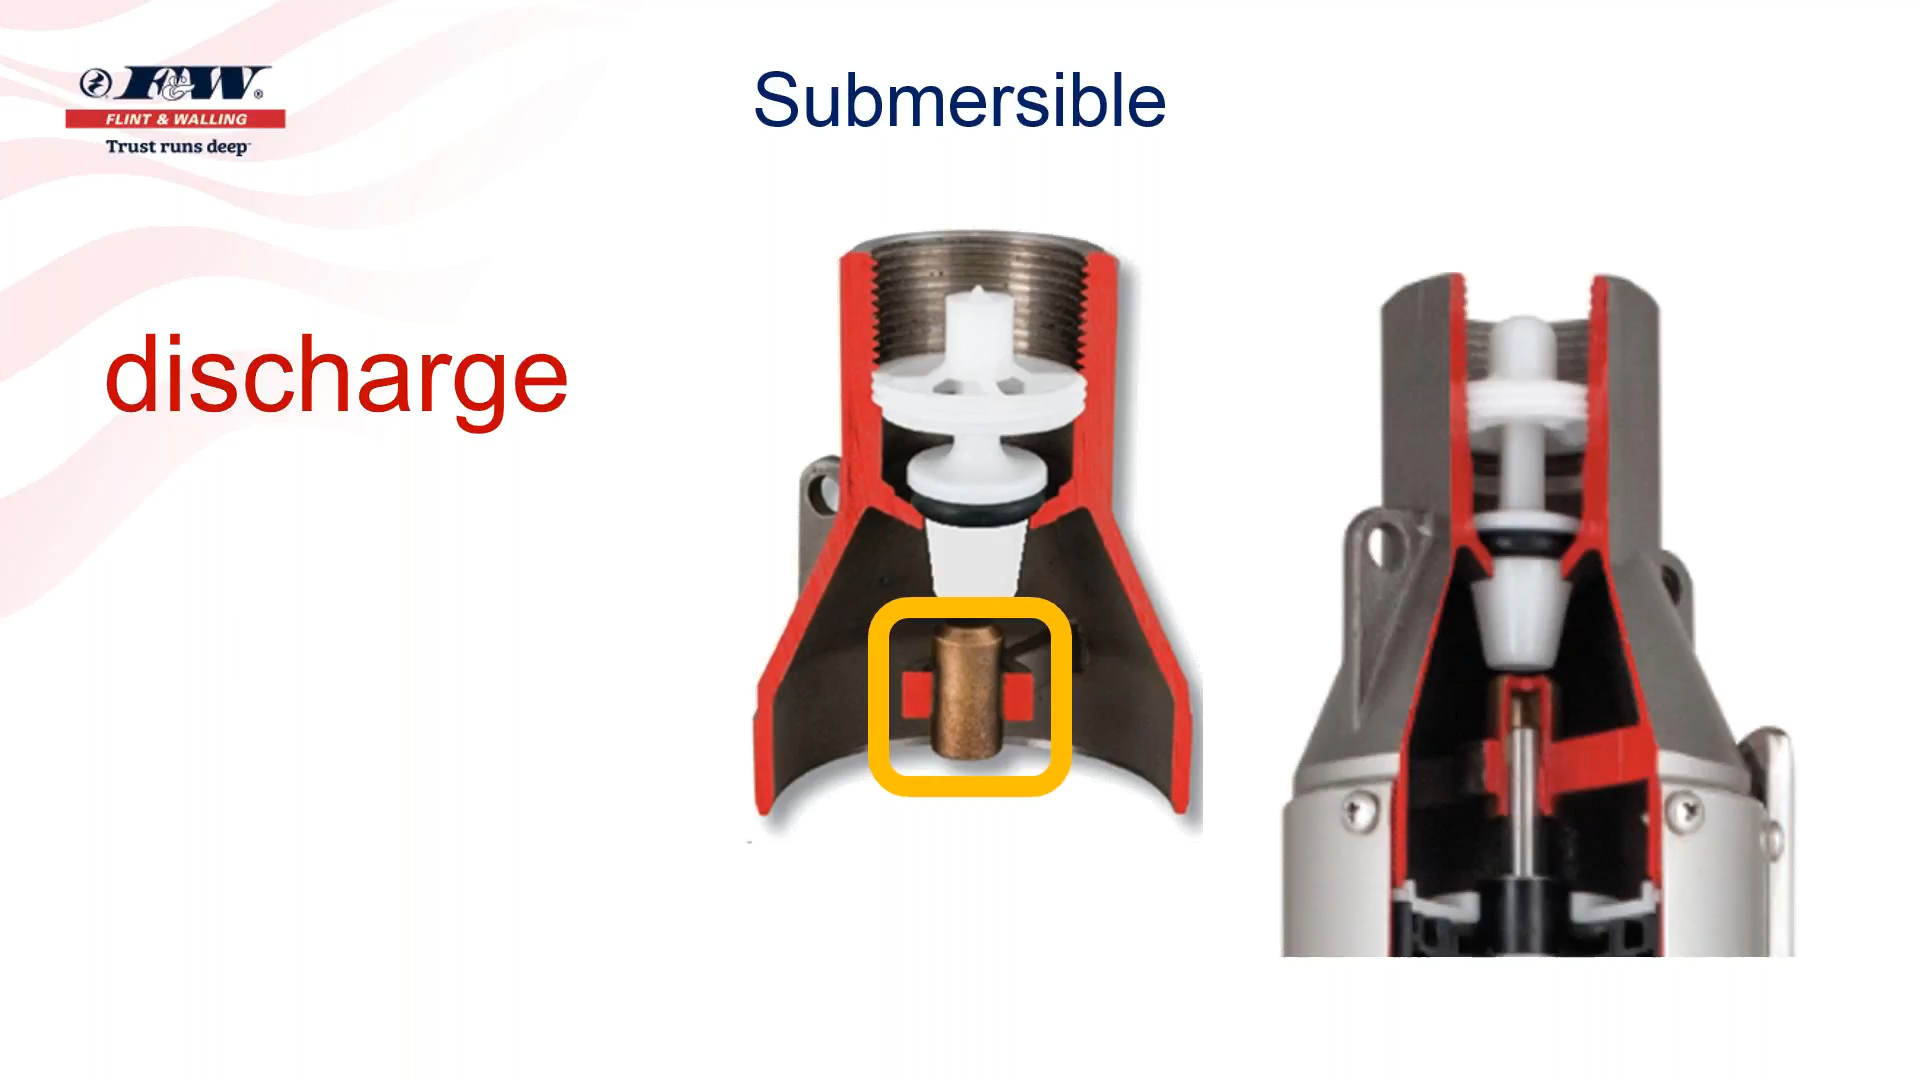 F&W®
FLINT & WALLING
Trust runs deep
Submersible
discharge